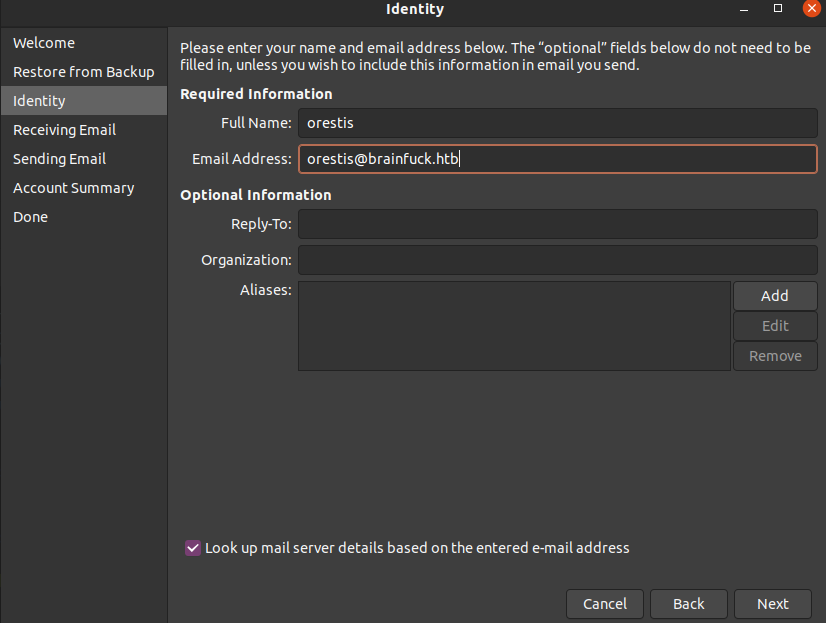 Identity
Welcome
Restore from Backup
Identity
Receiving Email
Sending Email
Account Summary
Done
Please enter your name and email address below. The “optional” fields below do not need to be
filled in, unless you wish to include this information in email you send.
Required Information
Full Name: orestis
Email Address: orestis@brainfuck.htb
Optional Information
Reply-To:
Organization:
Aliases:
Add
Edit
Remove
Look up mail server details based on the entered e-mail address
Cancel Back Next